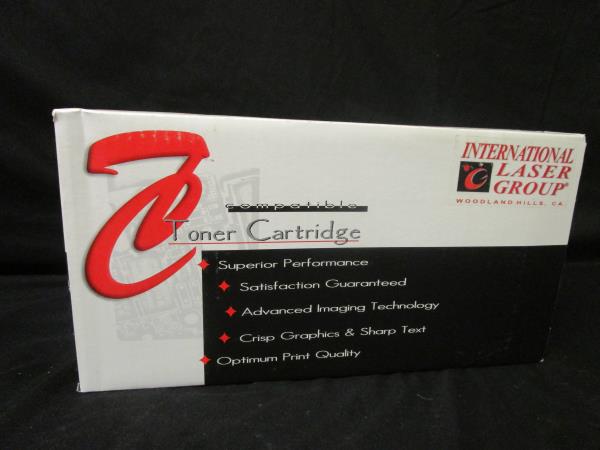 INTERNATIONAL
LASER
GROUP®
WOODLAND HILLS, CA.
compatible
Toner Cartridge
Superior Performance
Satisfaction Guaranteed
Advanced Imaging Technology
Crisp Graphics & Sharp Text
Optimum Print Quality